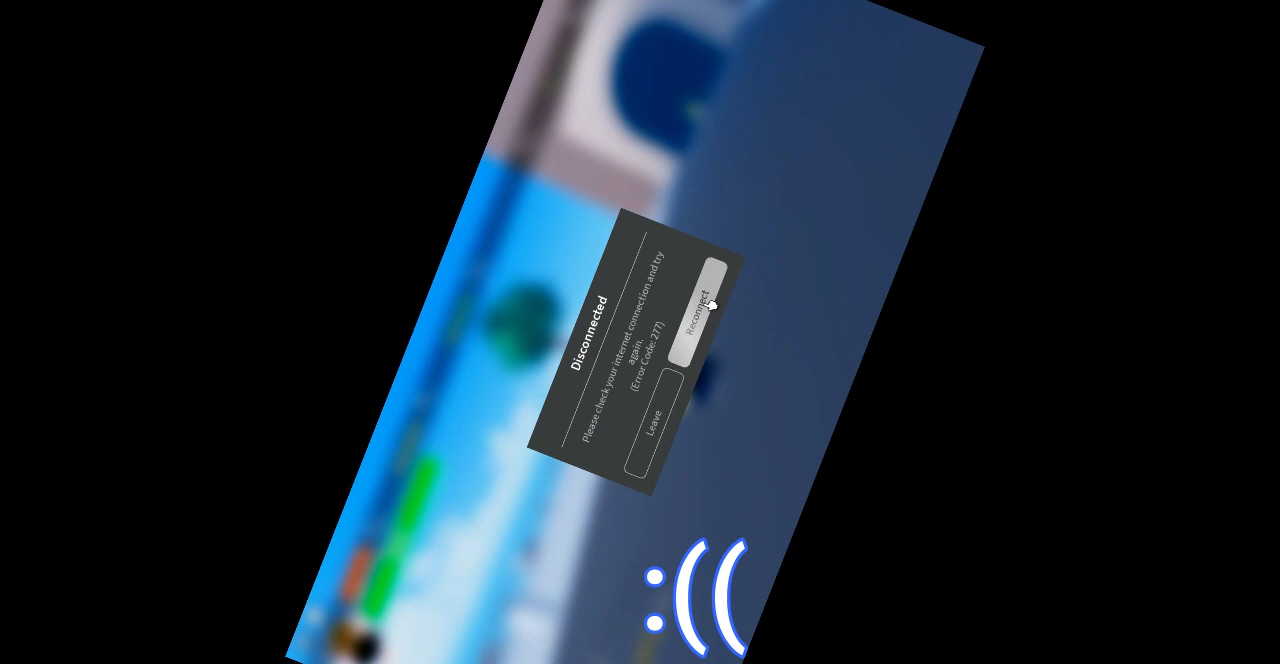 Disconnected
Please check your internet connection and try
again.
(Error Code: 277)
Leave
Reconnect
:((